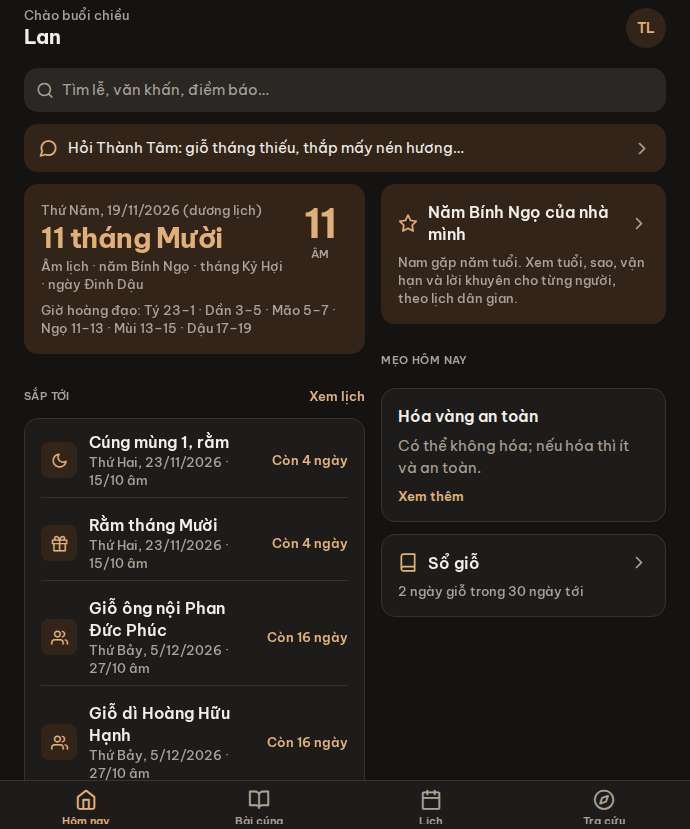 Chào buổi chiều
Lan
TL
Tìm lễ, văn khấn, điềm báo...
Hỏi Thành Tâm: giỗ tháng thiếu, thắp mấy nén hương...
Thứ Năm, 19/11/2026 (dương lịch)
11 tháng Mười
Âm lịch · năm Bính Ngọ · tháng Kỷ Hợi
· ngày Đinh Dậu
11
ÂM
Giờ hoàng đạo: Tý 23–1 · Dần 3–5 · Mão 5–7 ·
Ngọ 11–13 · Mùi 13–15 · Dậu 17–19
Năm Bính Ngọ của nhà
mình
Nam gặp năm tuổi. Xem tuổi, sao, vận
hạn và lời khuyên cho từng người,
theo lịch dân gian.
SẮP TỚI
Xem lịch
Cúng mùng 1, rằm
Thứ Hai, 23/11/2026 ·
15/10 âm
Còn 4 ngày
Rằm tháng Mười
Thứ Hai, 23/11/2026 ·
15/10 âm
Còn 4 ngày
Giỗ ông nội Phan
Đức Phúc
Thứ Bảy, 5/12/2026 ·
27/10 âm
Còn 16 ngày
Giỗ dì Hoàng Hữu
Hạnh
Thứ Bảy, 5/12/2026 ·
27/10 âm
Còn 16 ngày
MẸO HÔM NAY
Hóa vàng an toàn
Có thể không hóa; nếu hóa thì ít
và an toàn.
Xem thêm
Sổ giỗ
2 ngày giỗ trong 30 ngày tới
Hôm nay
Bài cúng
Lịch
Tra cứu